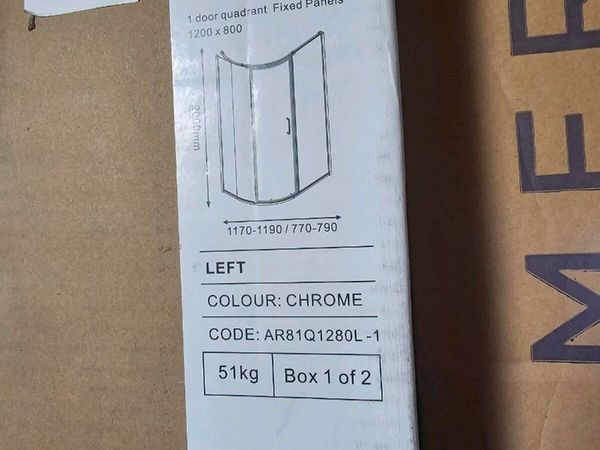 1 door quadrant Fixed Panels
1200 x 800
2000mm
1170-1190 / 770-790
LEFT
COLOUR: CHROME
CODE: AR81Q1280L-1
51kg
Box 1 of 2
MER